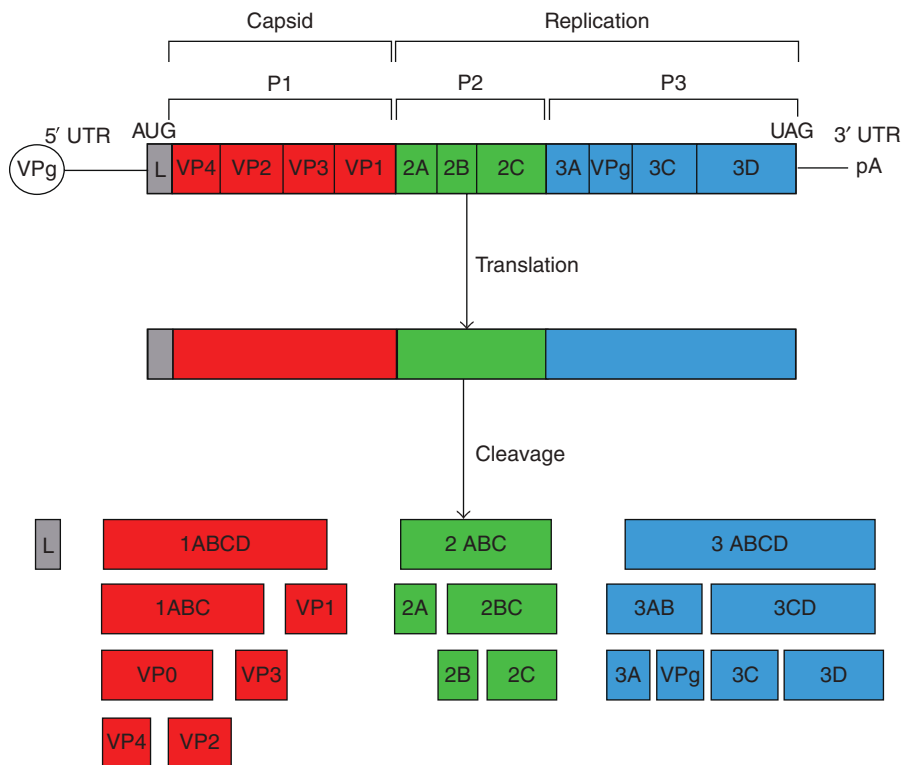 Capsid Replication
P1 P2 P3
5′ UTR AUG UAG 3′ UTR
VPg L VP4 VP2 VP3 VP1 2A 2B 2C 3A VPg 3C 3D pA
Translation
Cleavage
L 1ABCD 2 ABC 3 ABCD
1ABC VP1 2A 2BC 3AB 3CD
VP0 VP3 2B 2C 3A VPg 3C 3D
VP4 VP2